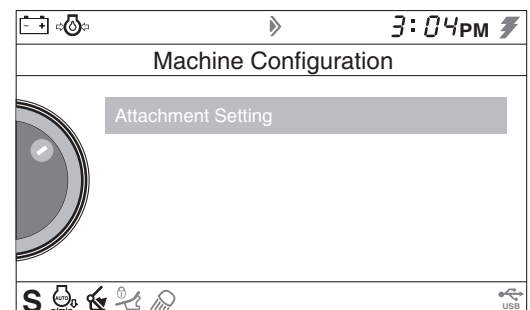 3:04PM
Machine Configuration
Attachment Setting
S AUTO
USB